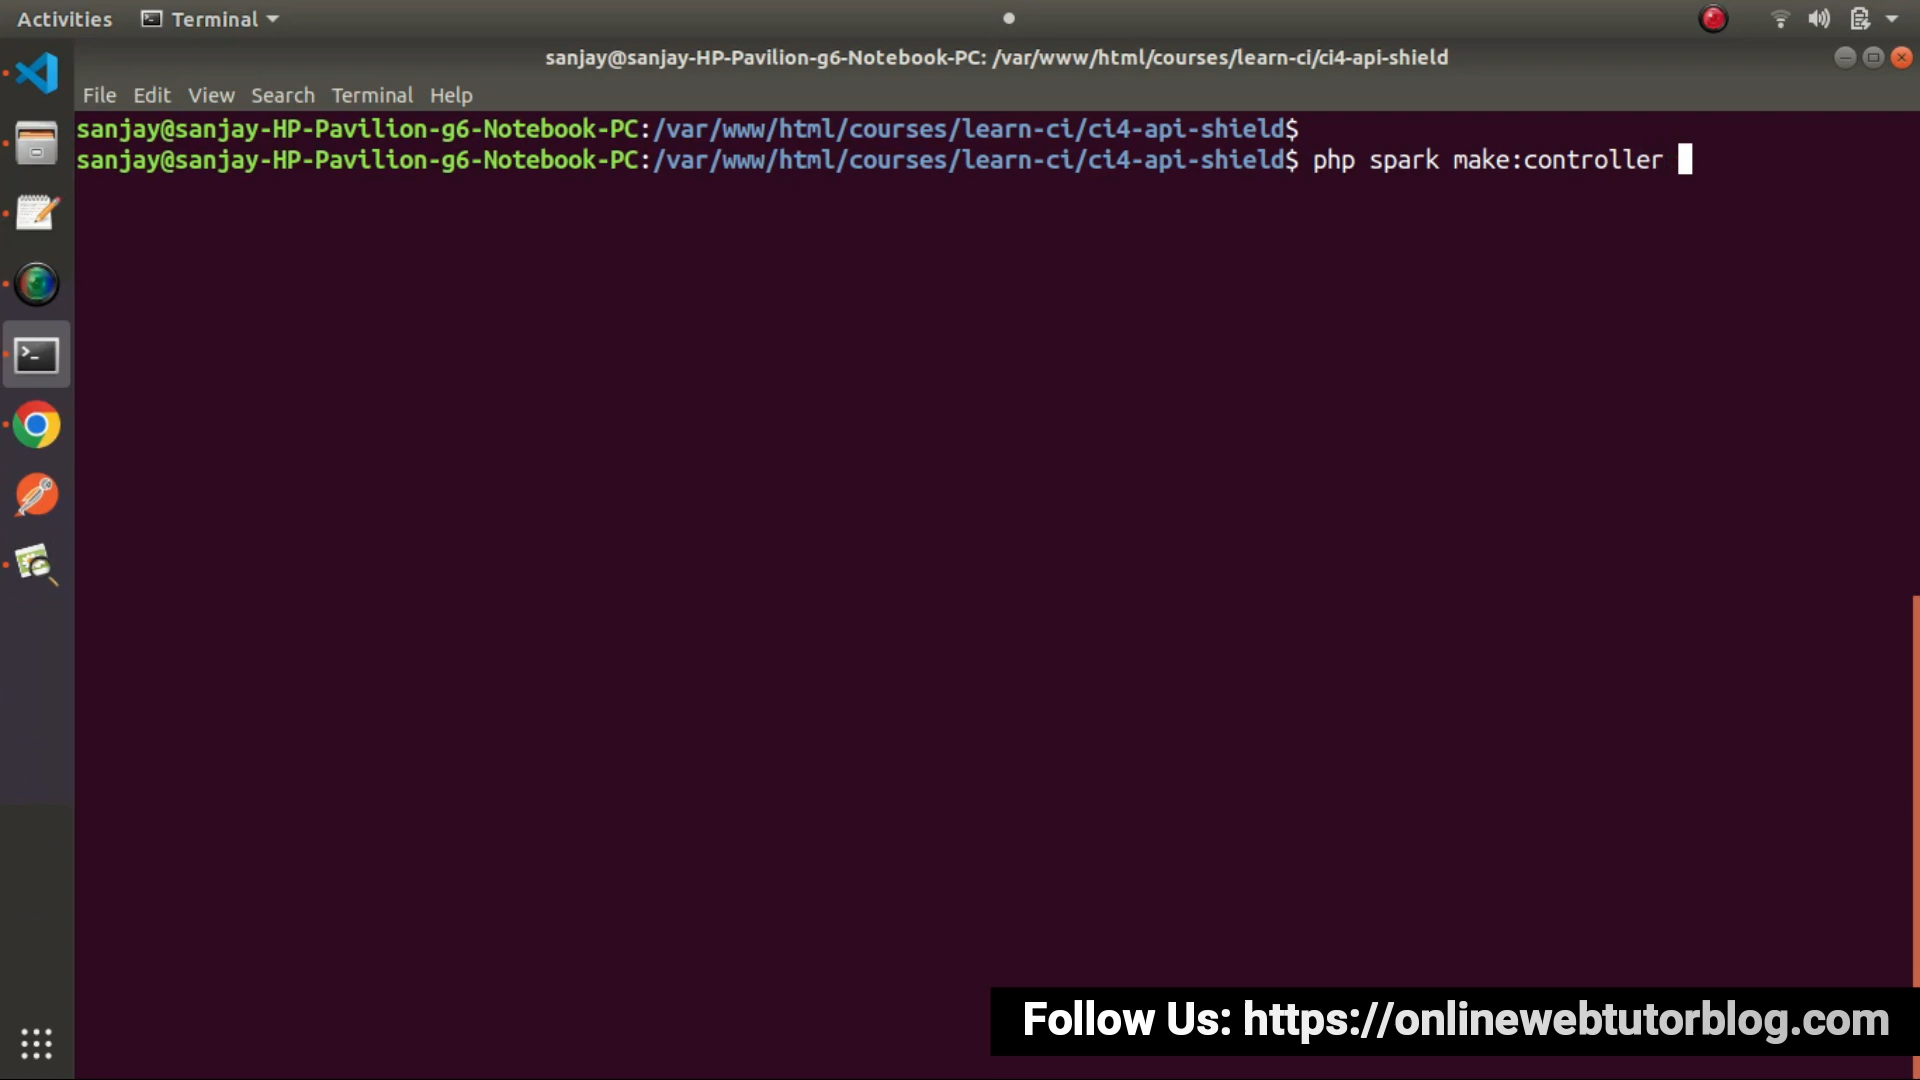 Activities Terminal
sanjay@sanjay-HP-Pavilion-g6-Notebook-PC: /var/www/html/courses/learn-ci/ci4-api-shield
File Edit View Search Terminal Help
sanjay@sanjay-HP-Pavilion-g6-Notebook-PC:/var/www/html/courses/learn-ci/ci4-api-shield$
sanjay@sanjay-HP-Pavilion-g6-Notebook-PC:/var/www/html/courses/learn-ci/ci4-api-shield$ php spark make:controller
Follow Us: https://onlinewebtutorblog.com